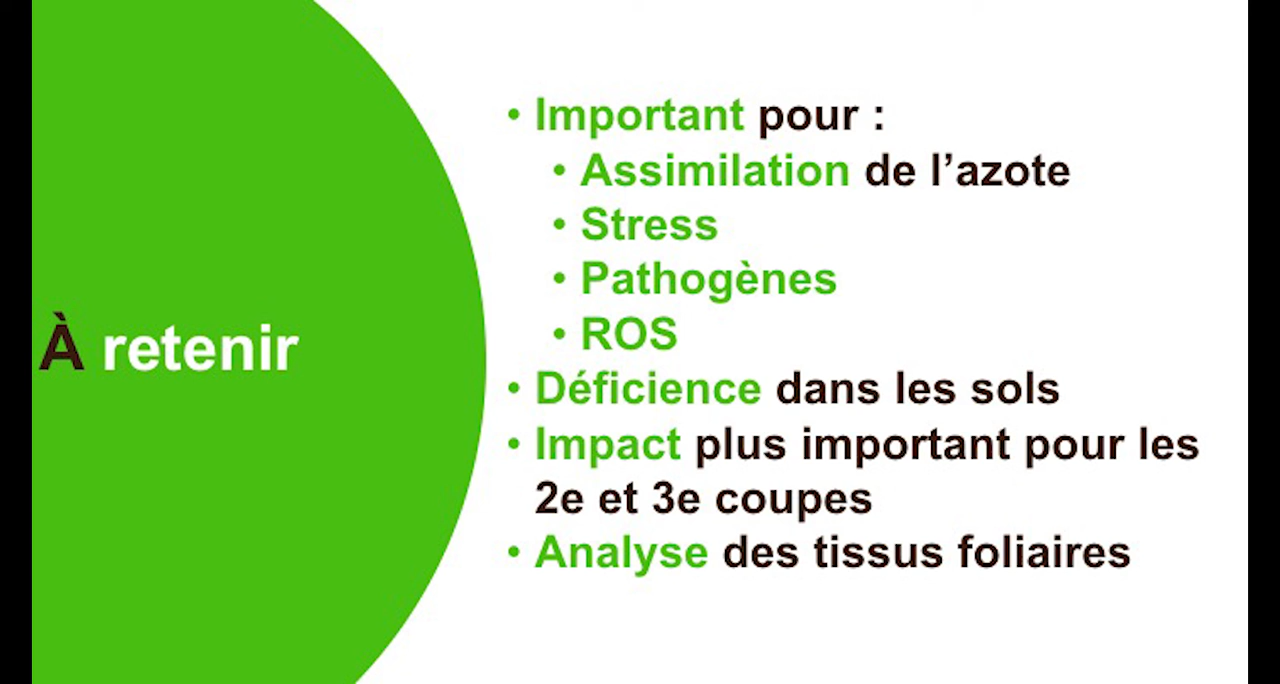 À retenir
• Important pour :
• Assimilation de l’azote
• Stress
• Pathogènes
• ROS
• Déficience dans les sols
• Impact plus important pour les
2e et 3e coupes
• Analyse des tissus foliaires